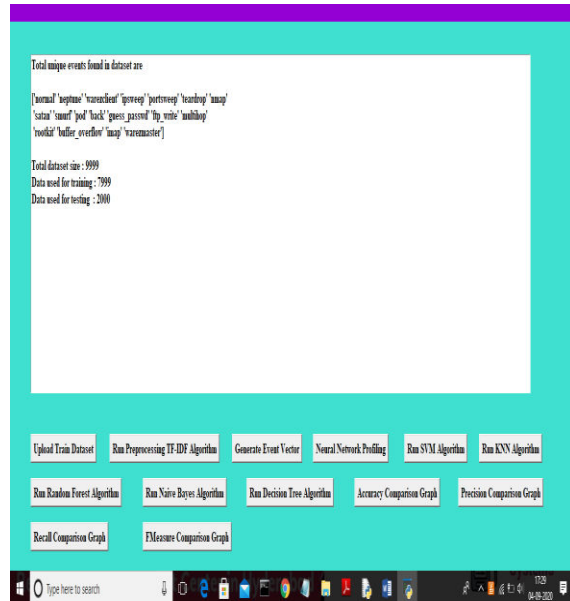 Total unique events found in dataset are
['normal' 'neptune' 'warezclient' 'ipsweep' 'portsweep' 'teardrop' 'nmap'
'satan' 'smurf' 'pod' 'back' 'guess_passwd' 'ftp_write' 'multihop'
'rootkit' 'buffer_overflow' 'imap' 'warezmaster']
Total dataset size : 9999
Data used for training : 7999
Data used for testing : 2000
Upload Train Dataset Run Preprocessing TF-IDF Algorithm Generate Event Vector Neural Network Profiling Run SVM Algorithm Run KNN Algorithm
Run Random Forest Algorithm Run Naive Bayes Algorithm Run Decision Tree Algorithm Accuracy Comparison Graph Precision Comparison Graph
Recall Comparison Graph FMeasure Comparison Graph
Type here to search
17:29
04-09-2020